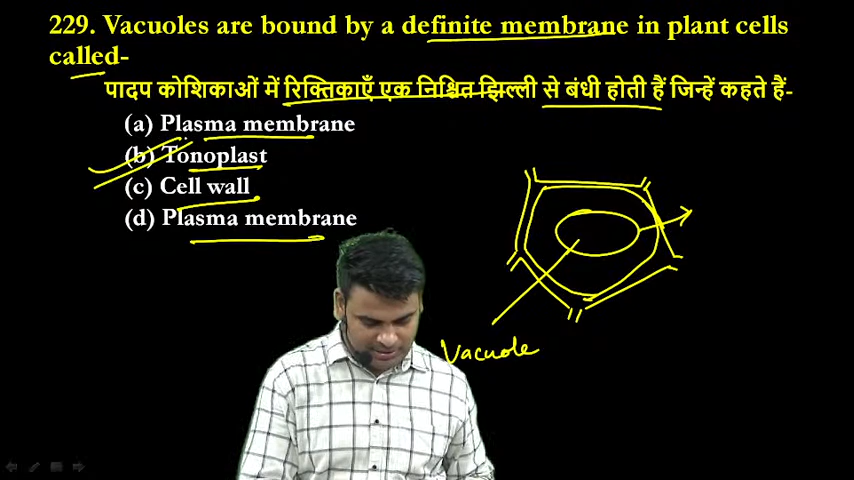 229. Vacuoles are bound by a definite membrane in plant cells
called-
पादप कोशिकाओं में रिक्तिकाएँ एक निश्चित झिल्ली से बंधी होती हैं जिन्हें कहते हैं-
(a) Plasma membrane
(b) Tonoplast
(c) Cell wall
(d) Plasma membrane
Vacuole